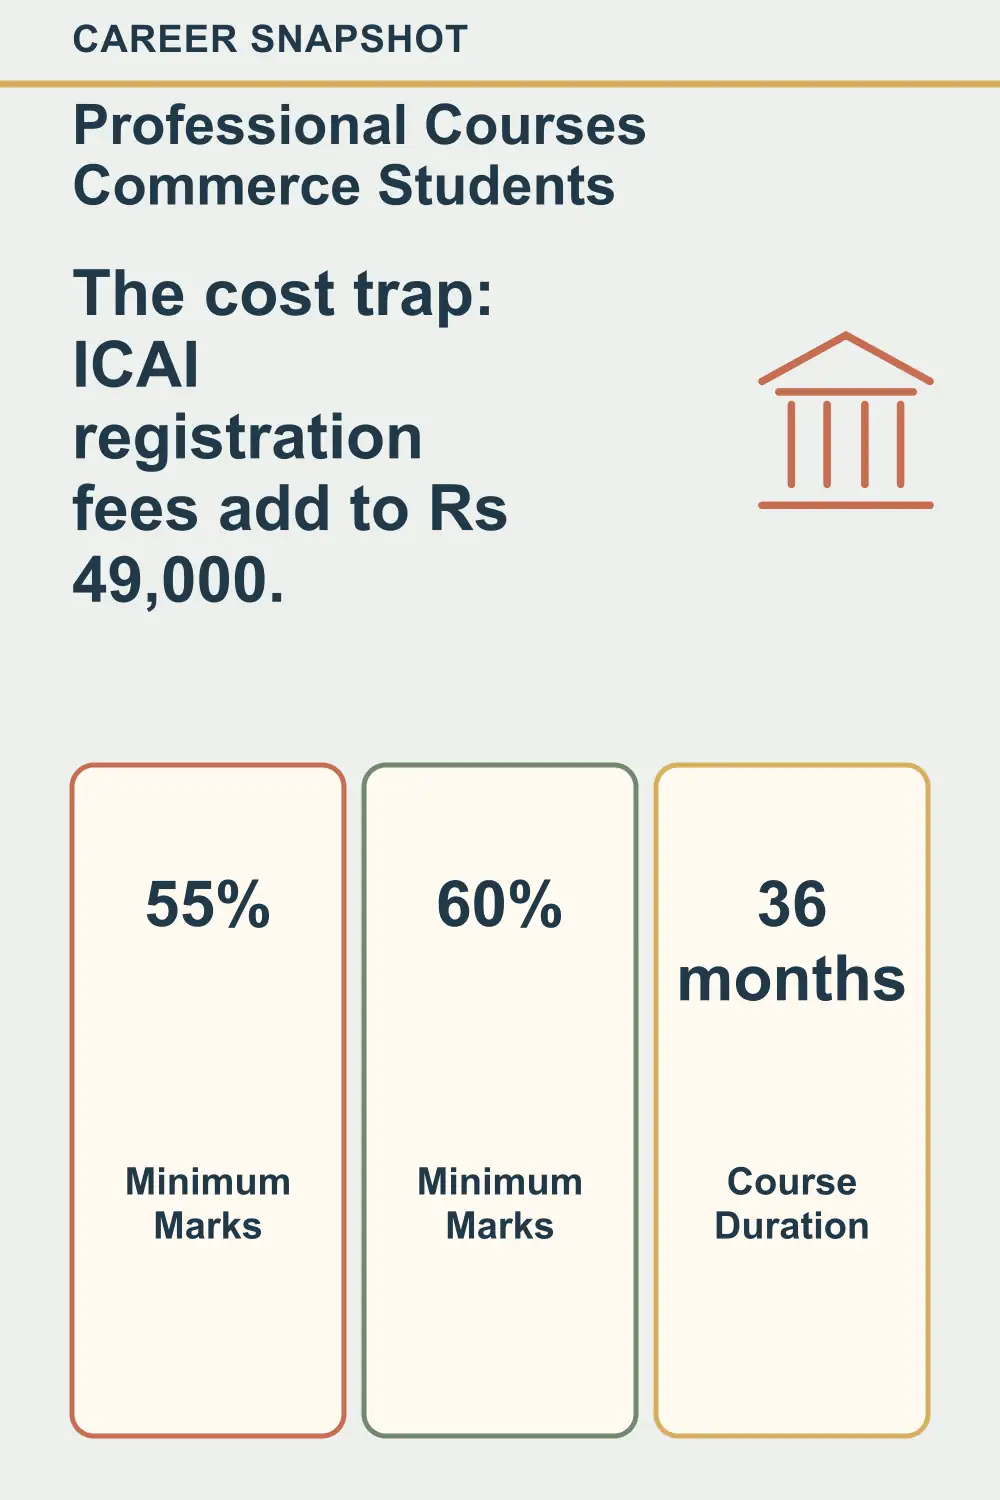 CAREER SNAPSHOT
Professional Courses
Commerce Students
The cost trap:
ICAI
registration
fees add to Rs
49,000.
55%
Minimum
Marks
60%
Minimum
Marks
36
months
Course
Duration